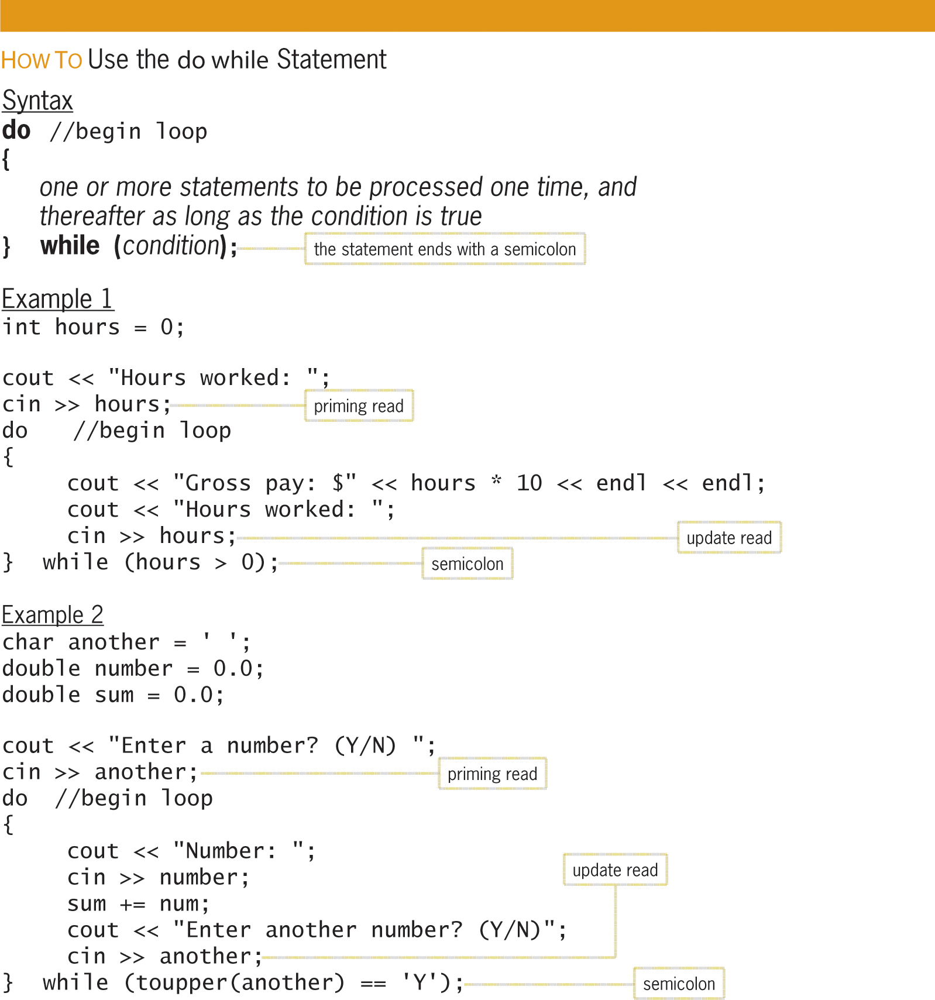 HOW TO Use the do while Statement
Syntax
do //begin loop
{
one or more statements to be processed one time, and
thereafter as long as the condition is true
} while (condition);
the statement ends with a semicolon
Example 1
int hours = 0;
cout << "Hours worked: ";
cin >> hours;
priming read
do //begin loop
{
cout << "Gross pay: $" << hours * 10 << endl << endl;
cout << "Hours worked: ";
cin >> hours;
update read
} while (hours > 0);
semicolon
Example 2
char another = ' ';
double number = 0.0;
double sum = 0.0;
cout << "Enter a number? (Y/N) ";
cin >> another;
priming read
do //begin loop
{
cout << "Number: ";
cin >> number;
update read
sum += num;
cout << "Enter another number? (Y/N)";
cin >> another;
} while (toupper(another) == 'Y');
semicolon